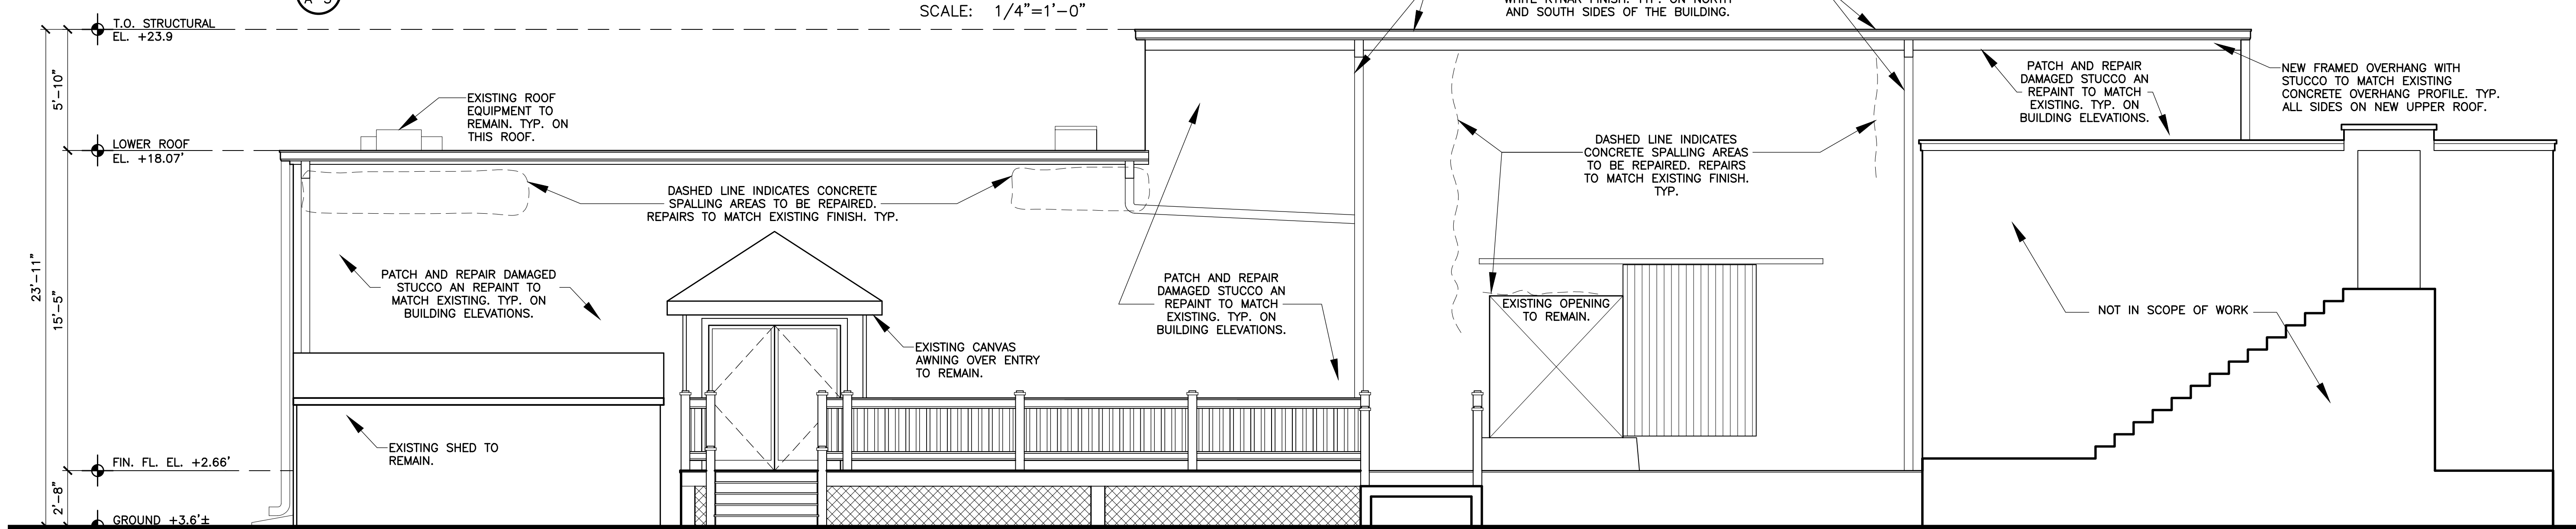 A-3
SCALE: 1/4"=1'-0"
WHITE KYNAR FINISH. TYP. ON NORTH
AND SOUTH SIDES OF THE BUILDING.
T.O. STRUCTURAL
EL. +23.9
5'-10"
EXISTING ROOF
EQUIPMENT TO
REMAIN. TYP. ON
THIS ROOF.
PATCH AND REPAIR
DAMAGED STUCCO AN
REPAINT TO MATCH
EXISTING. TYP. ON
BUILDING ELEVATIONS.
NEW FRAMED OVERHANG WITH
STUCCO TO MATCH EXISTING
CONCRETE OVERHANG PROFILE. TYP.
ALL SIDES ON NEW UPPER ROOF.
LOWER ROOF
EL. +18.07'
DASHED LINE INDICATES
CONCRETE SPALLING AREAS
TO BE REPAIRED. REPAIRS
TO MATCH EXISTING FINISH.
TYP.
DASHED LINE INDICATES CONCRETE
SPALLING AREAS TO BE REPAIRED.
REPAIRS TO MATCH EXISTING FINISH. TYP.
23'-11"
15'-5"
PATCH AND REPAIR DAMAGED
STUCCO AN REPAINT TO
MATCH EXISTING. TYP. ON
BUILDING ELEVATIONS.
PATCH AND REPAIR
DAMAGED STUCCO AN
REPAINT TO MATCH
EXISTING. TYP. ON
BUILDING ELEVATIONS.
EXISTING OPENING
TO REMAIN.
NOT IN SCOPE OF WORK
EXISTING CANVAS
AWNING OVER ENTRY
TO REMAIN.
EXISTING SHED TO
REMAIN.
FIN. FL. EL. +2.66'
2'-8"
GROUND +3.6'±